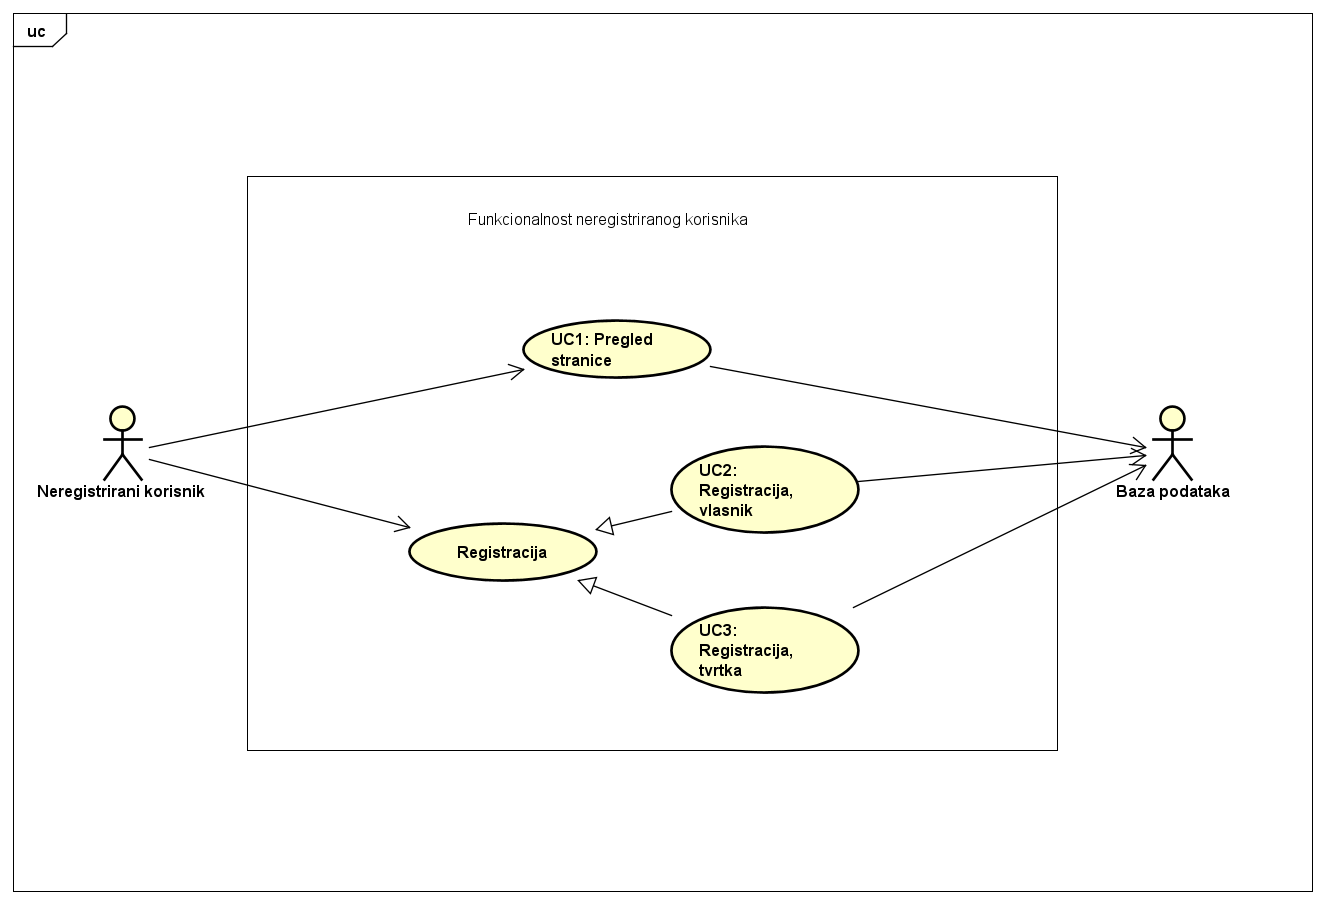 uc
Funkcionalnost neregistriranog korisnika
UC1: Pregled
stranice
Neregistrirani korisnik
Baza podataka
UC2:
Registracija,
vlasnik
Registracija
UC3:
Registracija,
tvrtka